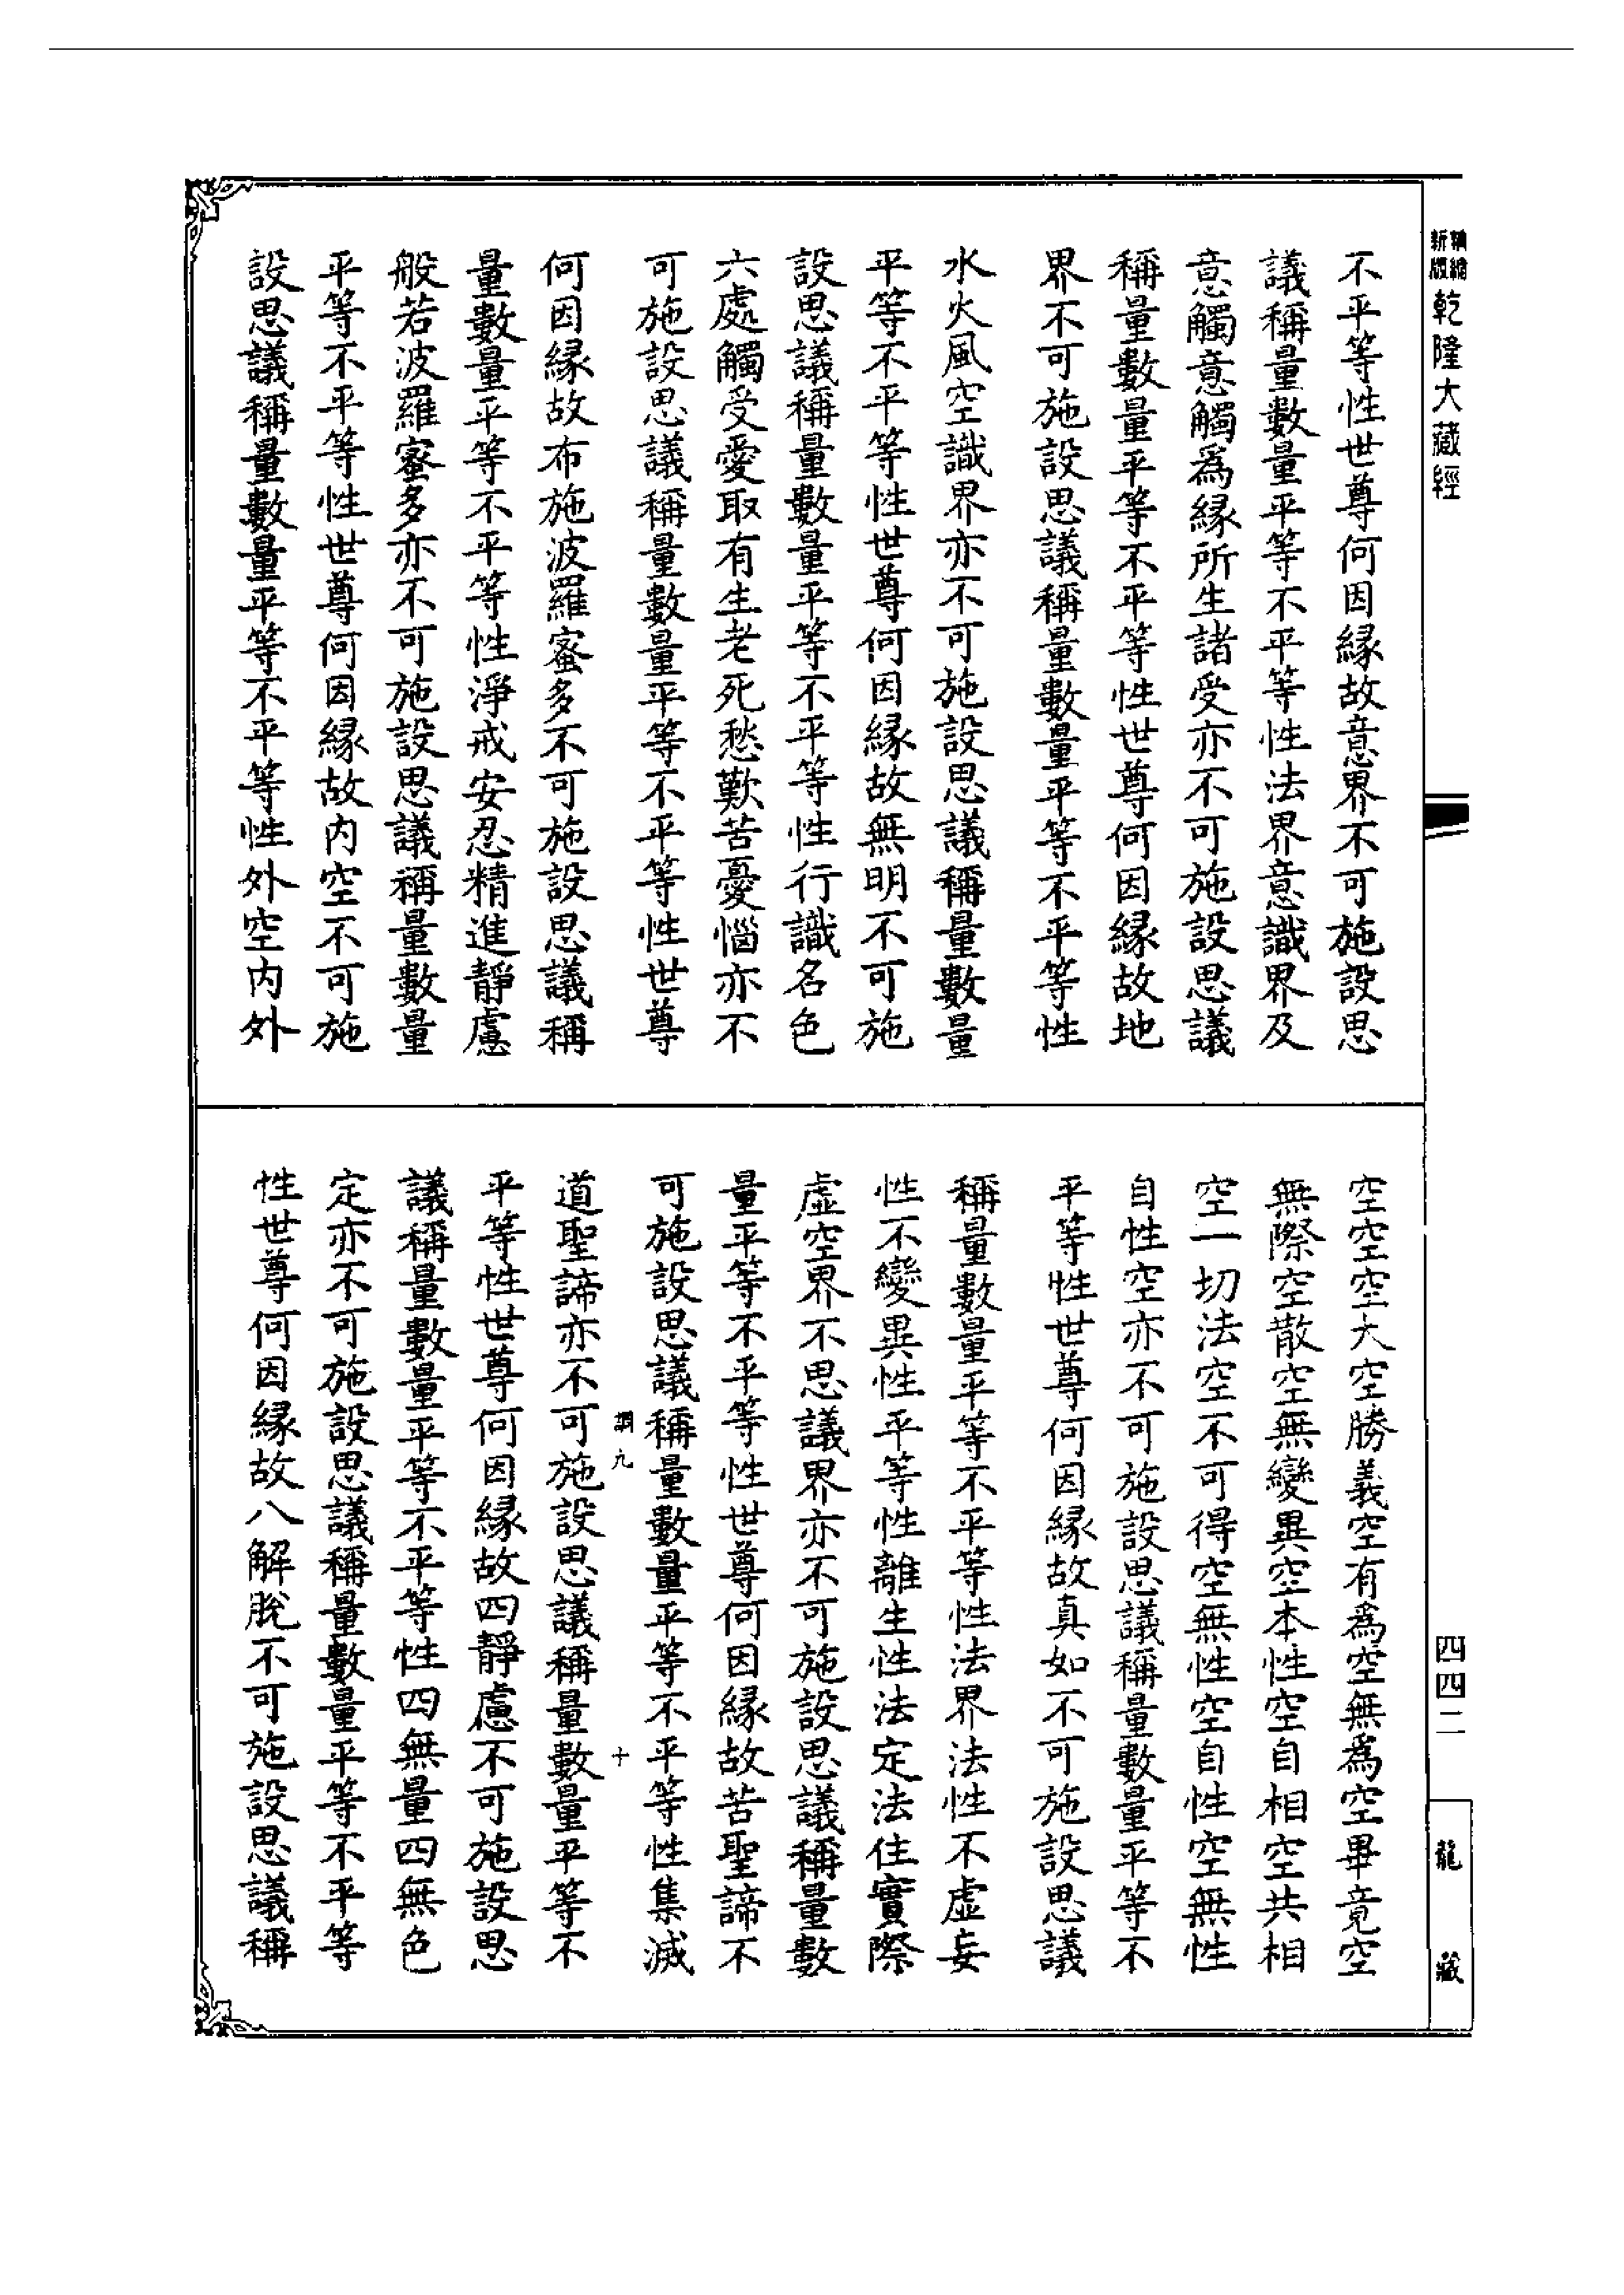 新版精縮乾隆大藏經
不平等性世尊何因緣故意界不可施設思
議稱量數量平等不平等性法界意識界及
意觸意觸為緣所生諸受亦不可施設思議
稱量數量平等不平等性世尊何因緣故地
界不可施設思議稱量數量平等不平等性
水火風空識界亦不可施設思議稱量數量
平等不平等性世尊何因緣故無明不可施
設思議稱量數量平等不平等性行識名色
六處觸受愛取有生老死愁歎苦憂惱亦不
可施設思議稱量數量平等不平等性世尊
何因緣故布施波羅蜜多不可施設思議稱
量數量平等不平等性淨戒安忍精進靜慮
般若波羅蜜多亦不可施設思議稱量數量
平等不平等性世尊何因緣故内空不可施
設思議稱量數量平等不平等性外空内外
空空空大空勝義空有為空無為空畢竟空
無際空散空無變異空本性空自相空共相
空一切法空不可得空無性空自性空無性
自性空亦不可施設思議稱量數量平等不
平等性世尊何因緣故真如不可施設思議
稱量數量平等不平等性法界法性不虛妄
性不變異性平等性離生性法定法住實際
虛空界不思議界亦不可施設思議稱量數
量平等不平等性世尊何因緣故苦聖諦不
可施設思議稱量數量平等不平等性集滅
九 十
道聖諦亦不可施設思議稱量數量平等不
平等性世尊何因緣故四靜慮不可施設思
議稱量數量平等不平等性四無量四無色
定亦不可施設思議稱量數量平等不平等
性世尊何因緣故八解脫不可施設思議稱
四四二
龍藏